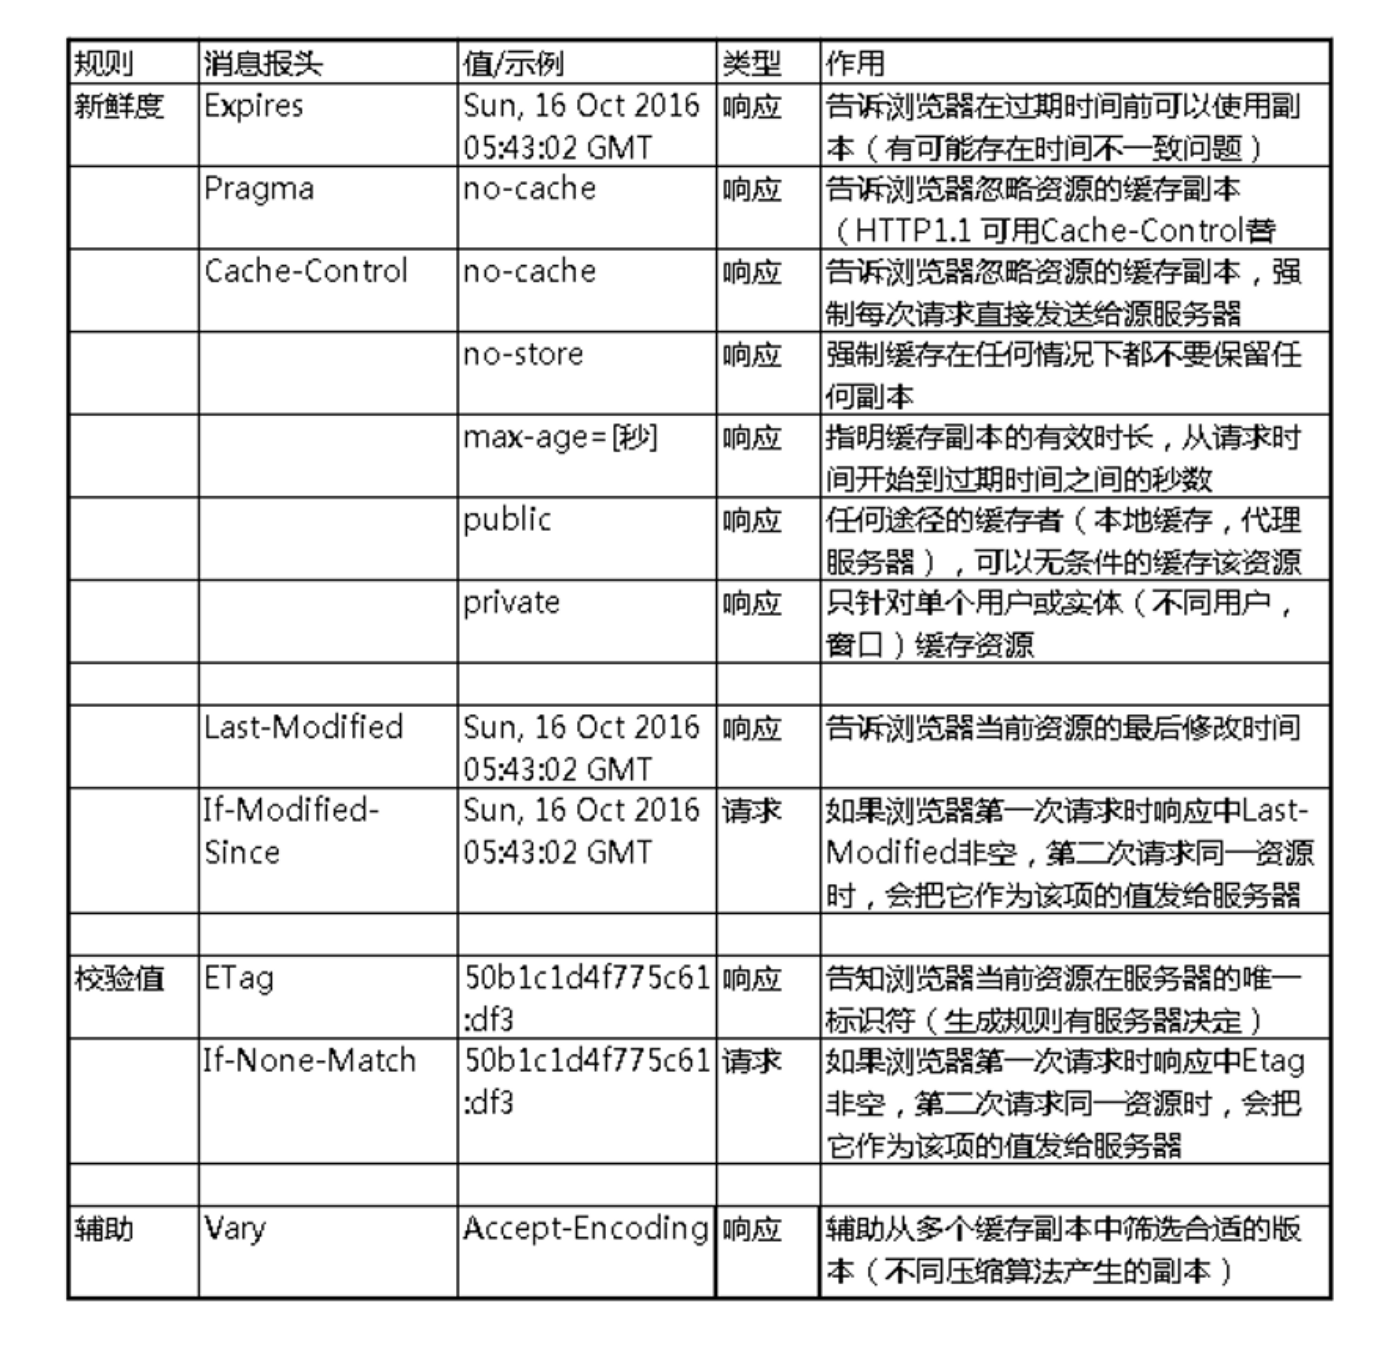 规则 消息报头 值/示例 类型 作用
新鲜度 Expires Sun, 16 Oct 2016 响应 告诉浏览器在过期时间前可以使用副
05:43:02 GMT 本（有可能存在时间不一致问题）
Pragma no-cache 响应 告诉浏览器忽略资源的缓存副本
（HTTP1.1 可用Cache-Control替
Cache-Control no-cache 响应 告诉浏览器忽略资源的缓存副本，强
制每次请求直接发送给源服务器
no-store 响应 强制缓存在任何情况下都不要保留任
何副本
max-age=[秒] 响应 指明缓存副本的有效时长，从请求时
间开始到过期时间之间的秒数
public 响应 任何途径的缓存者（本地缓存，代理
服务器），可以无条件的缓存该资源
private 响应 只针对单个用户或实体（不同用户，
窗口）缓存资源
Last-Modified Sun, 16 Oct 2016 响应 告诉浏览器当前资源的最后修改时间
05:43:02 GMT
If-Modified- Sun, 16 Oct 2016 请求 如果浏览器第一次请求时响应中Last-
Since 05:43:02 GMT Modified非空，第二次请求同一资源
时，会把它作为该项的值发给服务器
校验值 ETag 50b1c1d4f775c61 响应 告知浏览器当前资源在服务器的唯一
:df3 标识符（生成规则有服务器决定）
If-None-Match 50b1c1d4f775c61 请求 如果浏览器第一次请求时响应中Etag
:df3 非空，第二次请求同一资源时，会把
它作为该项的值发给服务器
辅助 Vary Accept-Encoding 响应 辅助从多个缓存副本中筛选合适的版
本（不同压缩算法产生的副本）